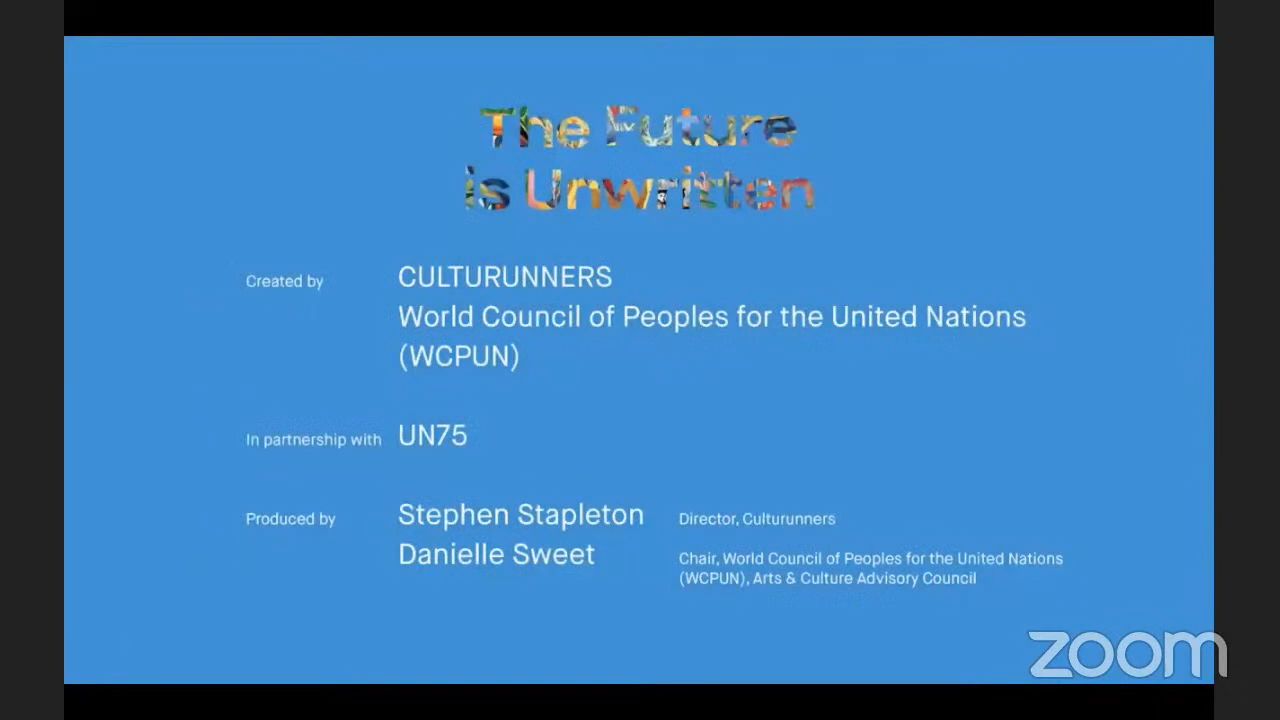 The Future
is Unwritten
Created by CULTURUNNERS
World Council of Peoples for the United Nations
(WCPUN)
In partnership with UN75
Produced by Stephen Stapleton Director, Culturunners
Danielle Sweet Chair, World Council of Peoples for the United Nations
(WCPUN), Arts & Culture Advisory Council
zoom